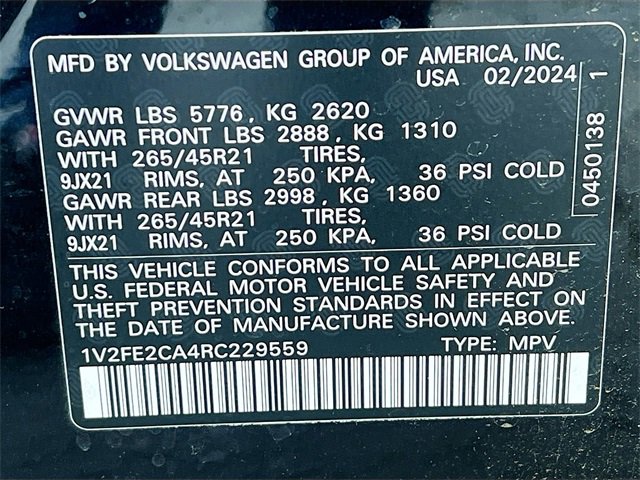 MFD BY VOLKSWAGEN GROUP OF AMERICA, INC.
USA 02/2024
GVWR LBS 5776, KG 2620
GAWR FRONT LBS 2888, KG 1310
WITH 265/45R21 TIRES,
9JX21 RIMS, AT 250 KPA, 36 PSI COLD
GAWR REAR LBS 2998, KG 1360
WITH 265/45R21 TIRES,
9JX21 RIMS, AT 250 KPA, 36 PSI COLD
THIS VEHICLE CONFORMS TO ALL APPLICABLE
U.S. FEDERAL MOTOR VEHICLE SAFETY AND
THEFT PREVENTION STANDARDS IN EFFECT ON
THE DATE OF MANUFACTURE SHOWN ABOVE.
1V2FE2CA4RC229559 TYPE: MPV
0450138 1